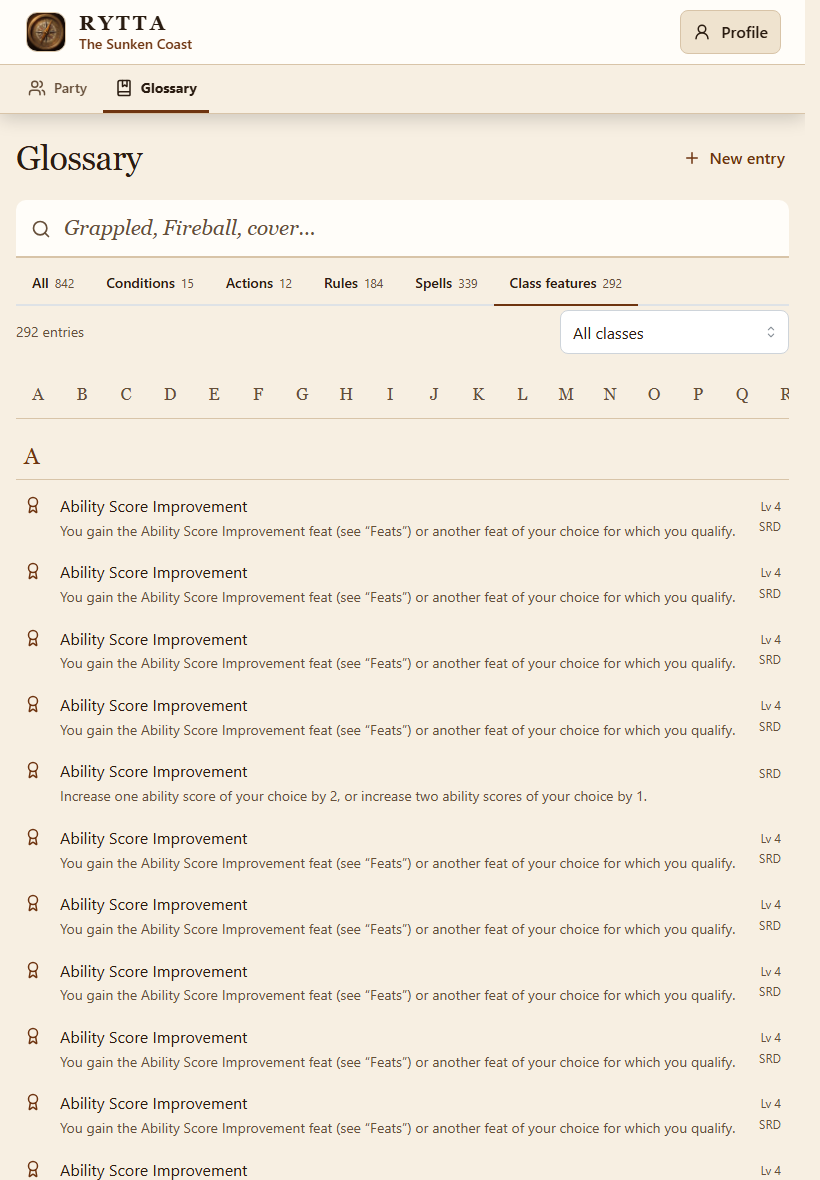 RYTTA
The Sunken Coast
Profile
Party
Glossary
Glossary
New entry
Grappled, Fireball, cover...
All 842 Conditions 15 Actions 12 Rules 184 Spells 339 Class features 292
292 entries
All classes
A B C D E F G H I J K L M N O P Q R
A
Ability Score Improvement
Lv 4
You gain the Ability Score Improvement feat (see “Feats”) or another feat of your choice for which you qualify.
SRD
Ability Score Improvement
Lv 4
You gain the Ability Score Improvement feat (see “Feats”) or another feat of your choice for which you qualify.
SRD
Ability Score Improvement
Lv 4
You gain the Ability Score Improvement feat (see “Feats”) or another feat of your choice for which you qualify.
SRD
Ability Score Improvement
Lv 4
You gain the Ability Score Improvement feat (see “Feats”) or another feat of your choice for which you qualify.
SRD
Ability Score Improvement
SRD
Increase one ability score of your choice by 2, or increase two ability scores of your choice by 1.
Ability Score Improvement
Lv 4
You gain the Ability Score Improvement feat (see “Feats”) or another feat of your choice for which you qualify.
SRD
Ability Score Improvement
Lv 4
You gain the Ability Score Improvement feat (see “Feats”) or another feat of your choice for which you qualify.
SRD
Ability Score Improvement
Lv 4
You gain the Ability Score Improvement feat (see “Feats”) or another feat of your choice for which you qualify.
SRD
Ability Score Improvement
Lv 4
You gain the Ability Score Improvement feat (see “Feats”) or another feat of your choice for which you qualify.
SRD
Ability Score Improvement
Lv 4
You gain the Ability Score Improvement feat (see “Feats”) or another feat of your choice for which you qualify.
SRD
Ability Score Improvement
Lv 4